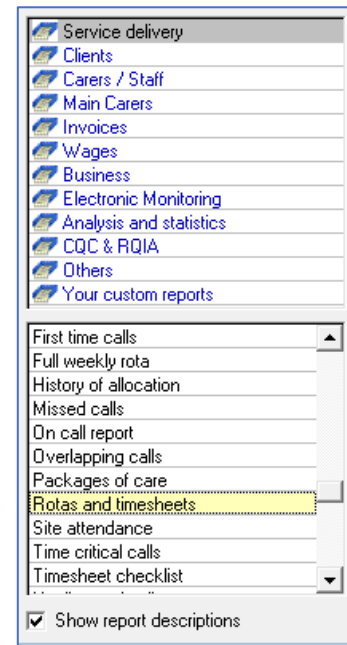 Service delivery
Clients
Carers / Staff
Main Carers
Invoices
Wages
Business
Electronic Monitoring
Analysis and statistics
CQC & RQIA
Others
Your custom reports
First time calls
Full weekly rota
History of allocation
Missed calls
On call report
Overlapping calls
Packages of care
Rotas and timesheets
Site attendance
Time critical calls
Timesheet checklist
Show report descriptions